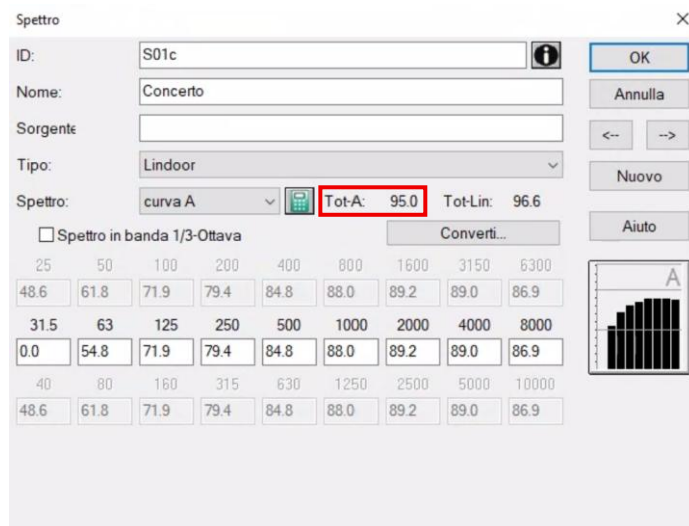 Spettro
ID: S01c OK
Nome: Concerto Annulla
Sorgente <-- -->
Tipo: Lindoor Nuovo
Spettro: curva A Tot-A: 95.0 Tot-Lin: 96.6
Spettro in banda 1/3-Ottava Converti... Aiuto
25 50 100 200 400 800 1600 3150 6300
48.6 61.8 71.9 79.4 84.8 88.0 89.2 89.0 86.9
31.5 63 125 250 500 1000 2000 4000 8000
0.0 54.8 71.9 79.4 84.8 88.0 89.2 89.0 86.9
40 80 160 315 630 1250 2500 5000 10000
48.6 61.8 71.9 79.4 84.8 88.0 89.2 89.0 86.9
A